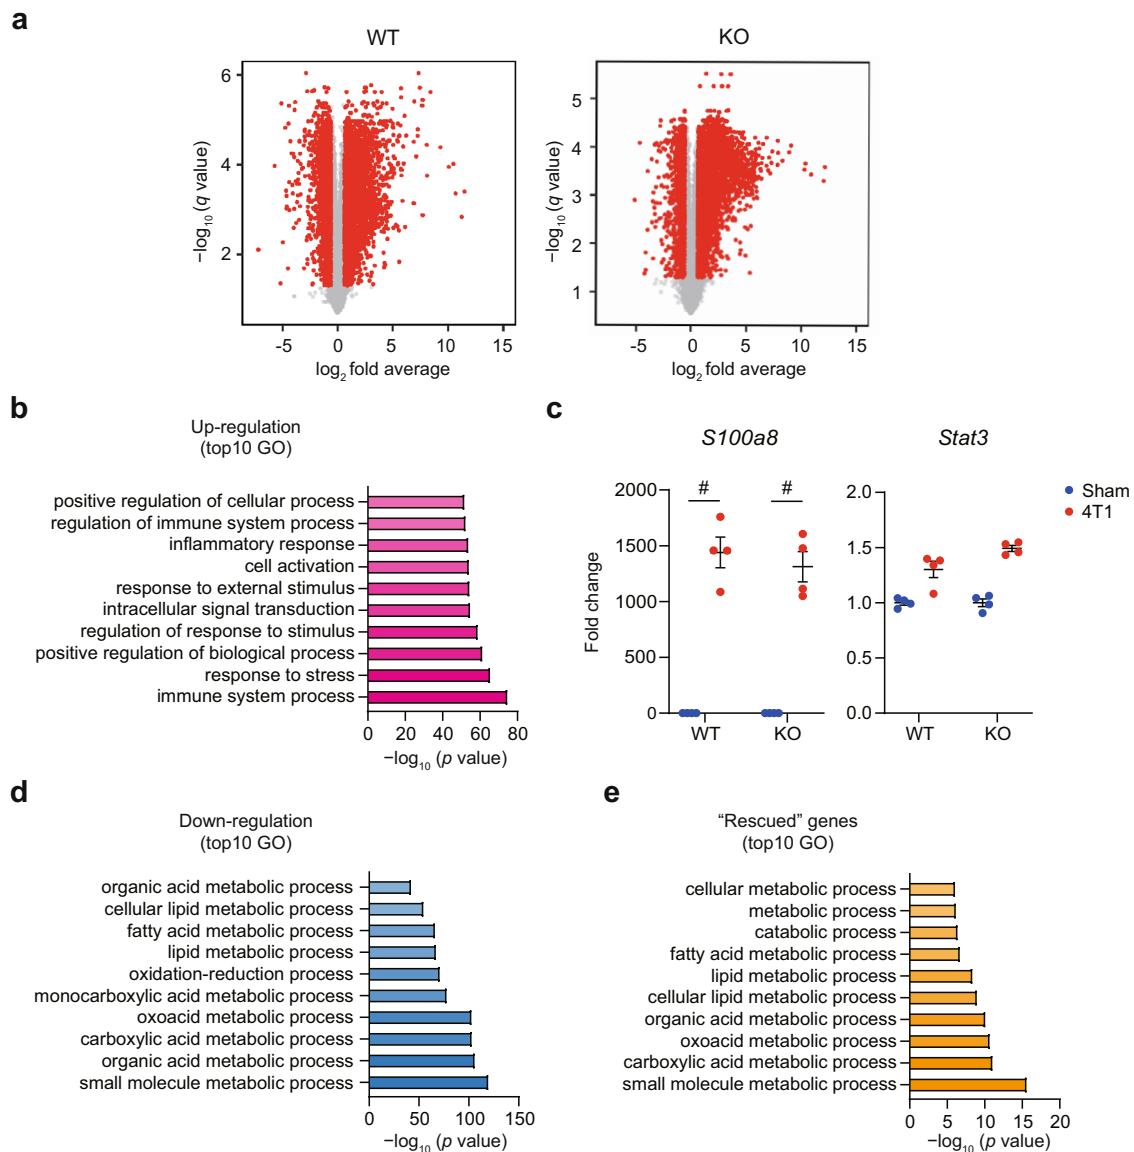 a
WT
KO
−log10 (q value)
6
4
2
-5 0 5 10 15
log2 fold average
−log10 (q value)
5
4
3
2
1
-5 0 5 10 15
log2 fold average
b
Up-regulation
(top10 GO)
positive regulation of cellular process
regulation of immune system process
inflammatory response
cell activation
response to external stimulus
intracellular signal transduction
regulation of response to stimulus
positive regulation of biological process
response to stress
immune system process
0 20 40 60 80
−log10 (p value)
c
S100a8
Stat3
Fold change
2000
1500
1000
500
0
# #
WT KO
2.0
1.5
1.0
0.5
0.0
WT KO
Sham
4T1
d
Down-regulation
(top10 GO)
organic acid metabolic process
cellular lipid metabolic process
fatty acid metabolic process
lipid metabolic process
oxidation-reduction process
monocarboxylic acid metabolic process
oxoacid metabolic process
carboxylic acid metabolic process
organic acid metabolic process
small molecule metabolic process
0 50 100 150
−log10 (p value)
e
“Rescued” genes
(top10 GO)
cellular metabolic process
metabolic process
catabolic process
fatty acid metabolic process
lipid metabolic process
cellular lipid metabolic process
organic acid metabolic process
oxoacid metabolic process
carboxylic acid metabolic process
small molecule metabolic process
0 5 10 15 20
−log10 (p value)